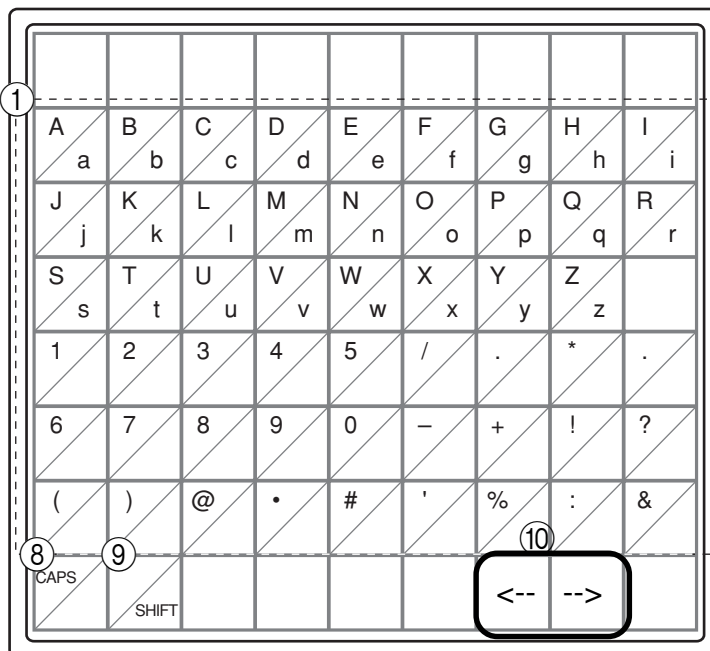 ①
A a B b C c D d E e F f G g H h I i
J j K k L l M m N n O o P p Q q R r
S s T t U u V v W w X x Y y Z z
1 2 3 4 5 / . * .
6 7 8 9 0 – + ! ?
( ) @ • # ' % : &
⑧ ⑨ ⑩
CAPS SHIFT <-- -->